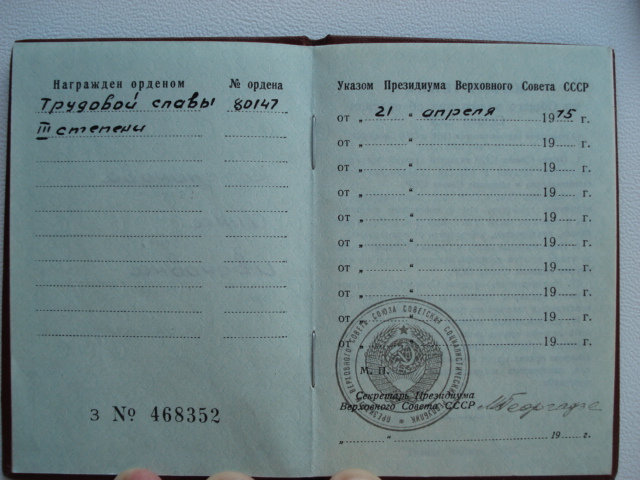 Награжден орденом № ордена
Трудовой славы 80147
III степени
З № 468352
Указом Президиума Верховного Совета СССР
от „ 21 “ апреля 1975 г.
от „ “ 19 г.
от „ “ 19 г.
от „ “ 19 г.
от „ “ 19 г.
от „ “ 19 г.
от „ “ 19 г.
от „ “ 19 г.
от „ “ 19 г.
от „ “ 19 г.
М. П.
Секретарь Президиума
Верховного Совета СССР МГеоргадзе
„ “ 19 г.